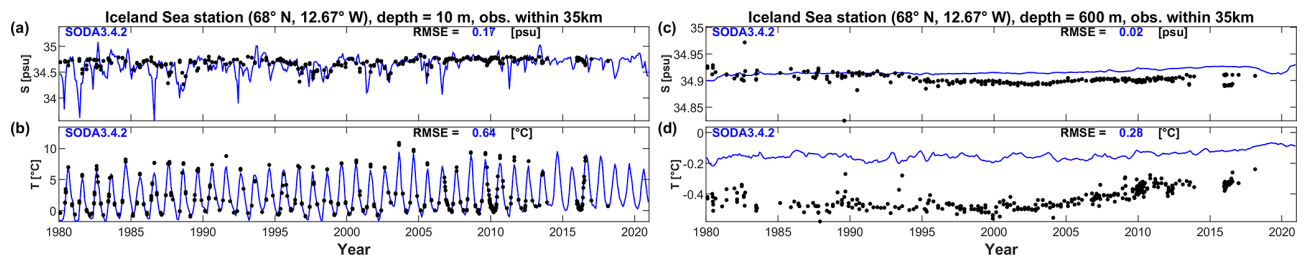 Iceland Sea station (68° N, 12.67° W), depth = 10 m, obs. within 35km
(a)
SODA3.4.2 RMSE = 0.17 [psu]
35
34.5
34
S [psu]
(b)
SODA3.4.2 RMSE = 0.64 [°C]
10
5
0
T [°C]
1980 1985 1990 1995 2000 2005 2010 2015 2020
Year
Iceland Sea station (68° N, 12.67° W), depth = 600 m, obs. within 35km
(c)
SODA3.4.2 RMSE = 0.02 [psu]
35
34.95
34.9
34.85
S [psu]
(d)
SODA3.4.2 RMSE = 0.28 [°C]
0
-0.2
-0.4
T [°C]
1980 1985 1990 1995 2000 2005 2010 2015 2020
Year